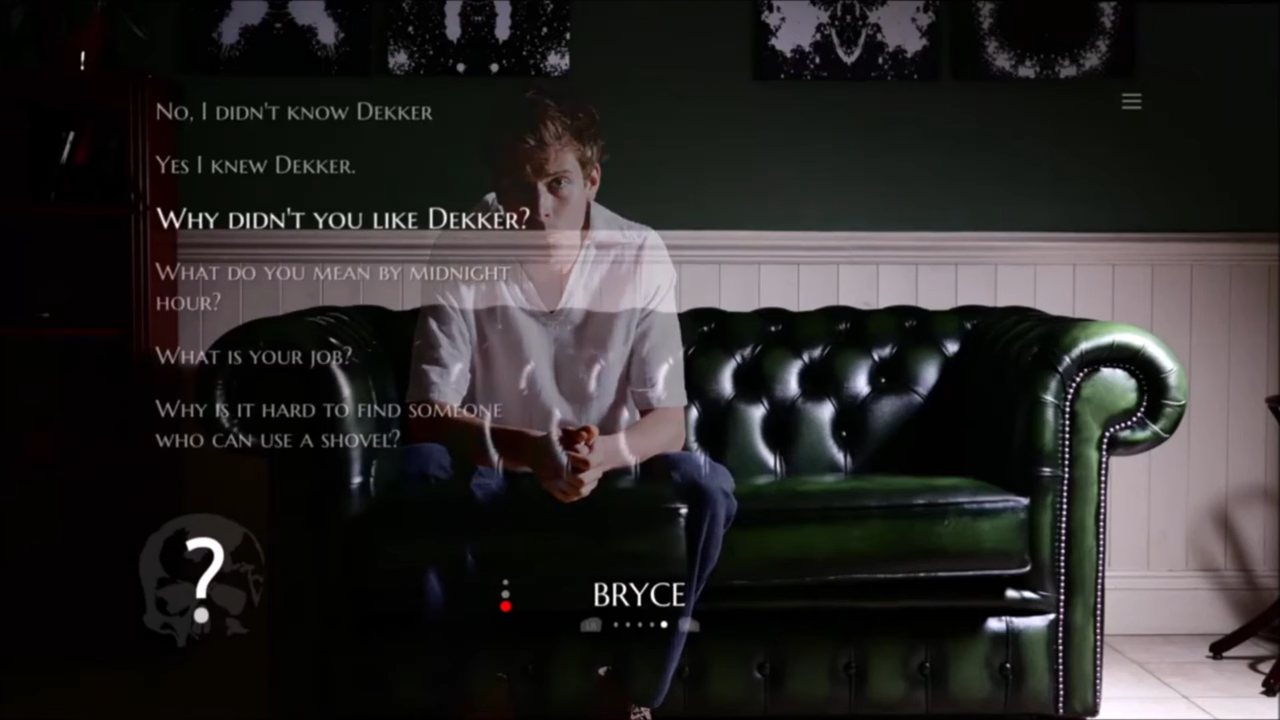 !
No, I didn't know Dekker
Yes I knew Dekker.
Why didn't you like Dekker?
What do you mean by midnight
hour?
What is your job?
Why is it hard to find someone
who can use a shovel?
?
BRYCE